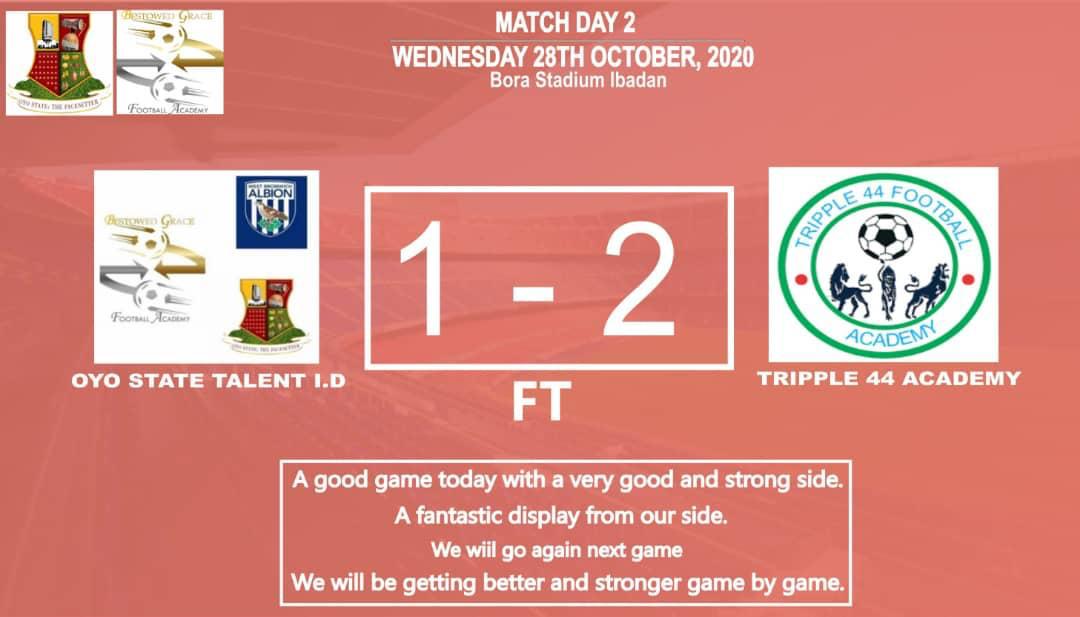 OYO STATE: THE PACESETTER
BESTOWED GRACE
FOOTBALL ACADEMY
MATCH DAY 2
WEDNESDAY 28TH OCTOBER, 2020
Bora Stadium Ibadan
BESTOWED GRACE
FOOTBALL ACADEMY
WEST BROMWICH
ALBION
OYO STATE: THE PACESETTER
OYO STATE TALENT I.D
1 - 2
FT
TRIPPLE 44 FOOTBALL
ACADEMY
TRIPPLE 44 ACADEMY
A good game today with a very good and strong side.
A fantastic display from our side.
We wiil go again next game
We will be getting better and stronger game by game.